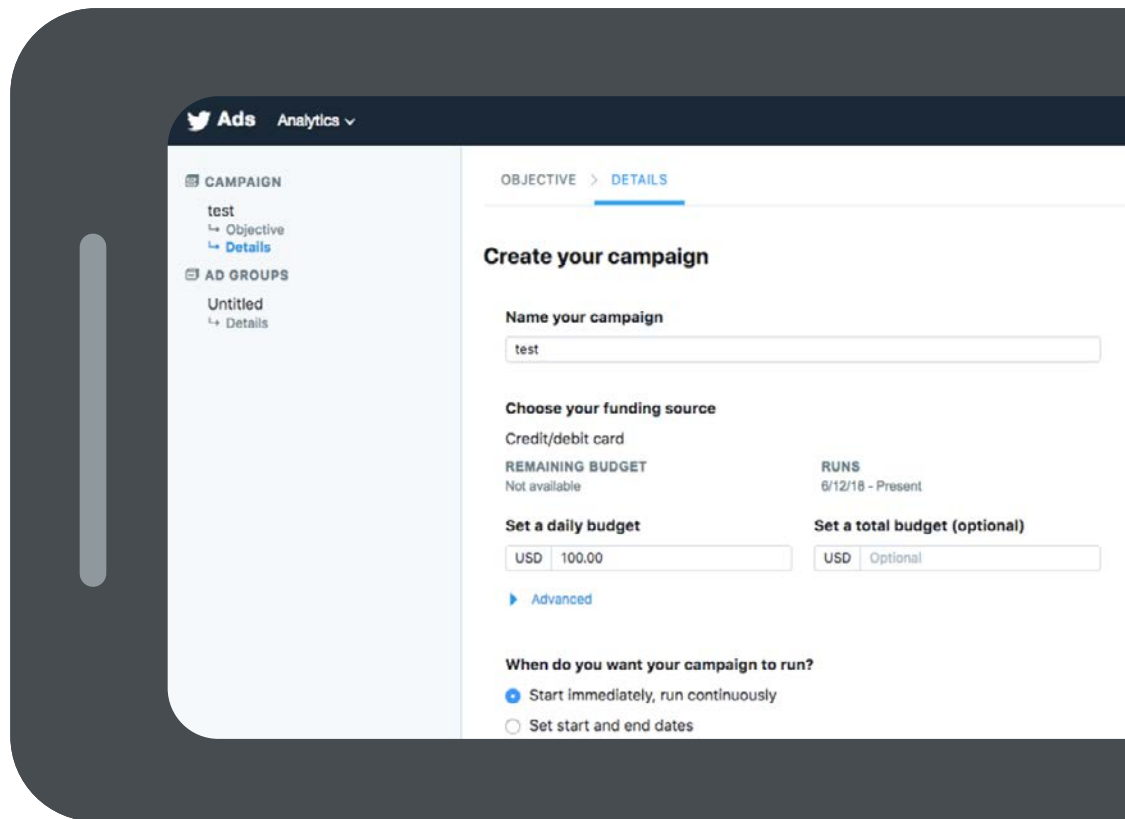 Ads Analytics
CAMPAIGN
test
Objective
Details
AD GROUPS
Untitled
Details
OBJECTIVE > DETAILS
Create your campaign
Name your campaign
test
Choose your funding source
Credit/debit card
REMAINING BUDGET RUNS
Not available 6/12/18 - Present
Set a daily budget Set a total budget (optional)
USD 100.00 USD Optional
Advanced
When do you want your campaign to run?
Start immediately, run continuously
Set start and end dates